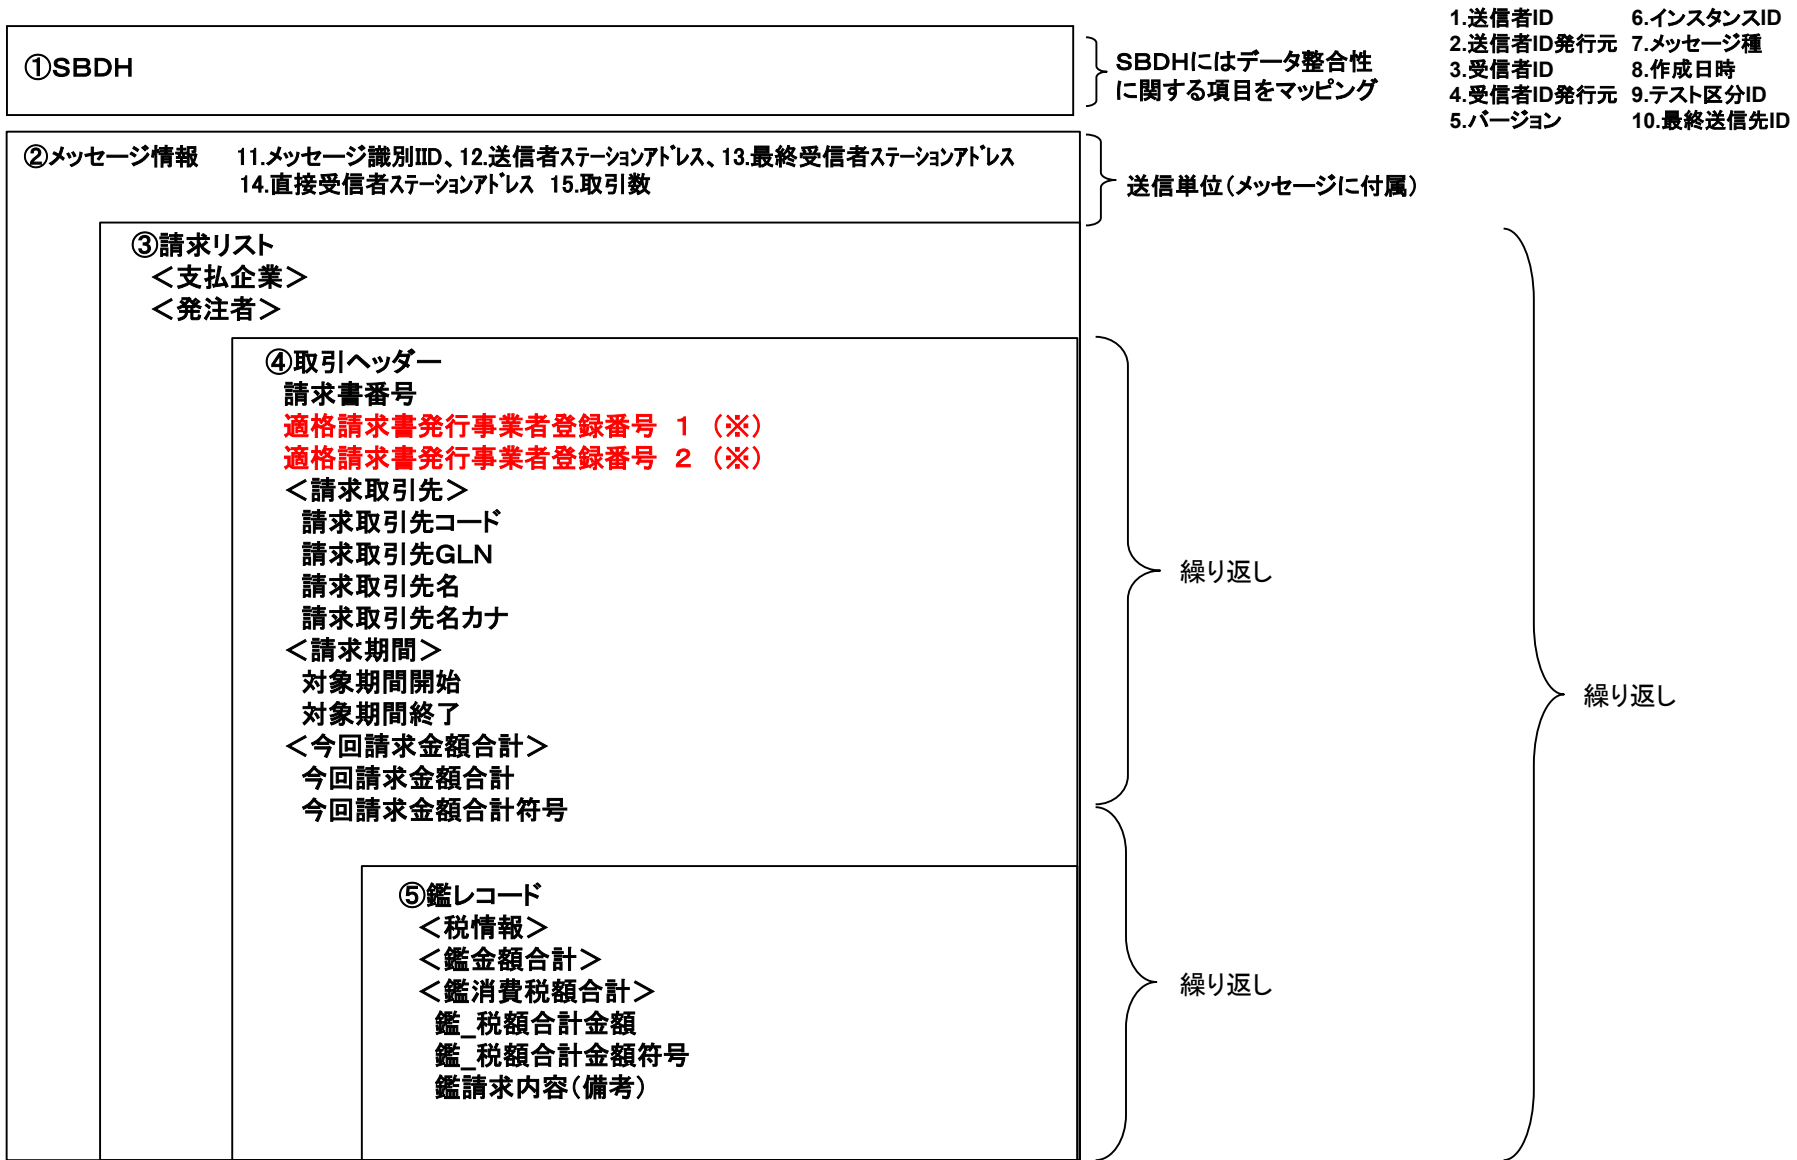 ①SBDH
SBDHにはデータ整合性
に関する項目をマッピング
1.送信者ID 6.インスタンスID
2.送信者ID発行元 7.メッセージ種
3.受信者ID 8.作成日時
4.受信者ID発行元 9.テスト区分ID
5.バージョン 10.最終送信先ID
②メッセージ情報 11.メッセージ識別IID、12.送信者ステーションアドレス、13.最終受信者ステーションアドレス
14.直接受信者ステーションアドレス 15.取引数
送信単位(メッセージに付属)
③請求リスト
＜支払企業＞
＜発注者＞
④取引ヘッダー
請求書番号
適格請求書発行事業者登録番号 1 (※)
適格請求書発行事業者登録番号 2 (※)
＜請求取引先＞
請求取引先コード
請求取引先GLN
請求取引先名
請求取引先名カナ
＜請求期間＞
対象期間開始
対象期間終了
＜今回請求金額合計＞
今回請求金額合計
今回請求金額合計符号
繰り返し
繰り返し
⑤鑑レコード
＜税情報＞
＜鑑金額合計＞
＜鑑消費税額合計＞
鑑_税額合計金額
鑑_税額合計金額符号
鑑請求内容(備考)
繰り返し